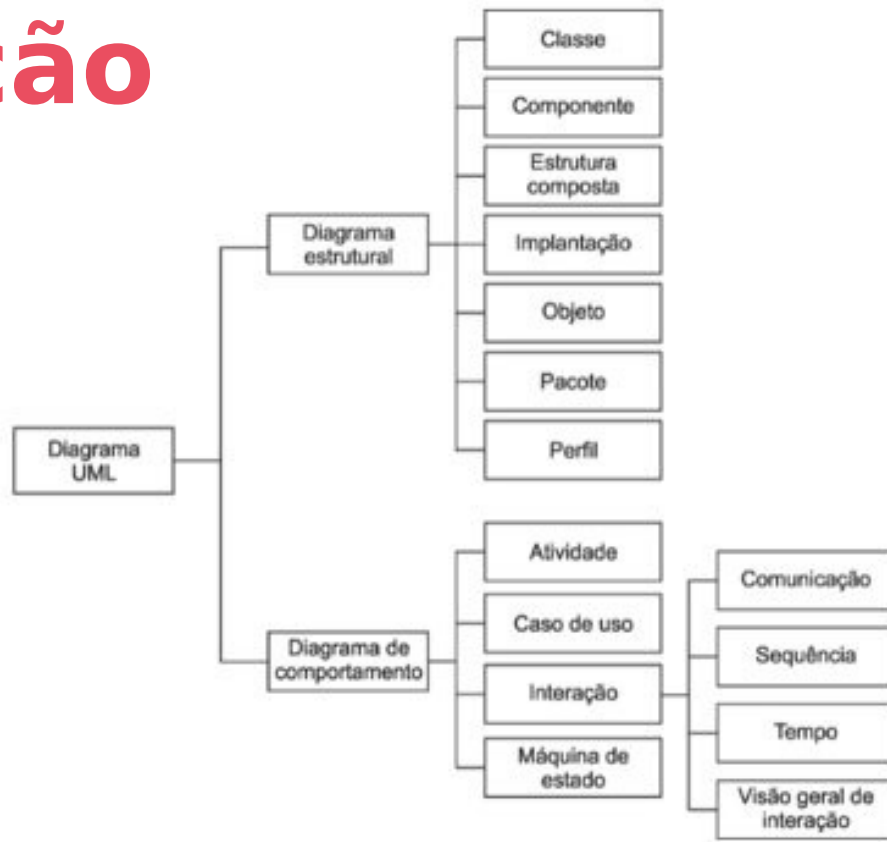 ção
Classe
Componente
Estrutura
composta
Diagrama
estrutural
Implantação
Objeto
Pacote
Perfil
Diagrama
UML
Atividade
Caso de uso
Diagrama de
comportamento
Interação
Máquina de
estado
Comunicação
Sequência
Tempo
Visão geral de
interação